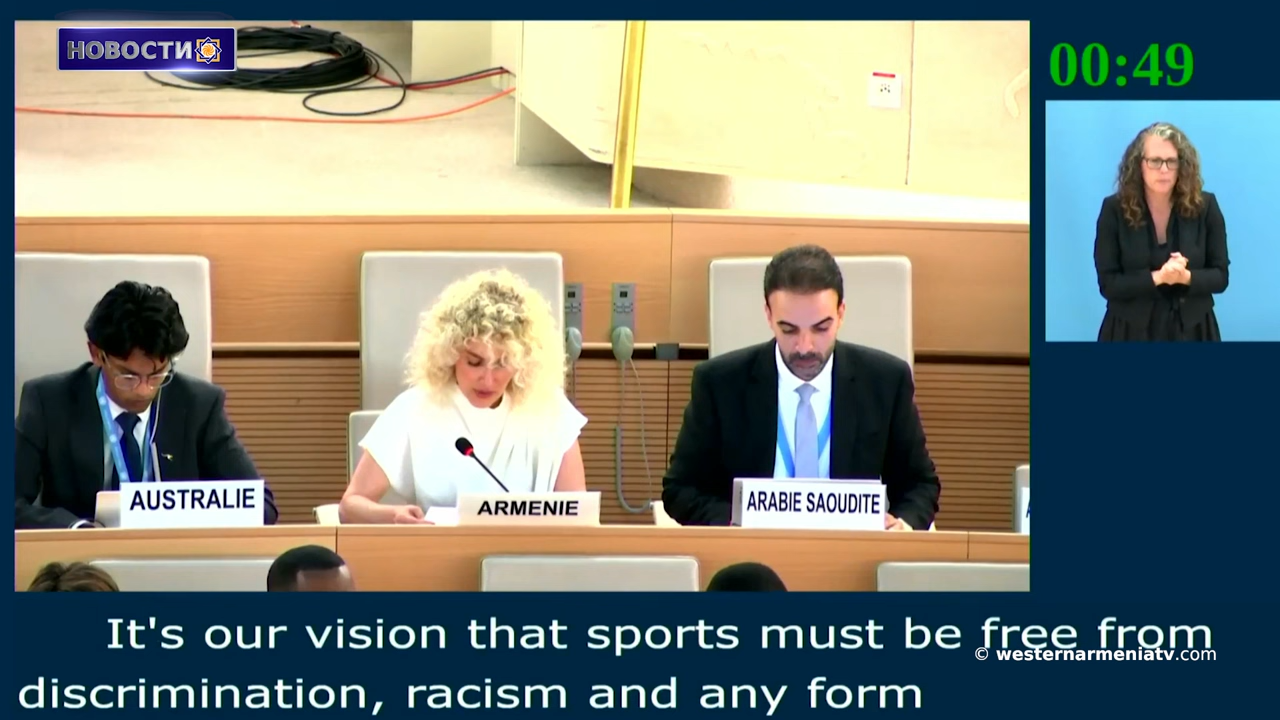 НОВОСТИ
00:49
AUSTRALIE
ARMENIE
ARABIE SAOUDITE
It's our vision that sports must be free from
© westernarmeniatv.com
discrimination, racism and any form